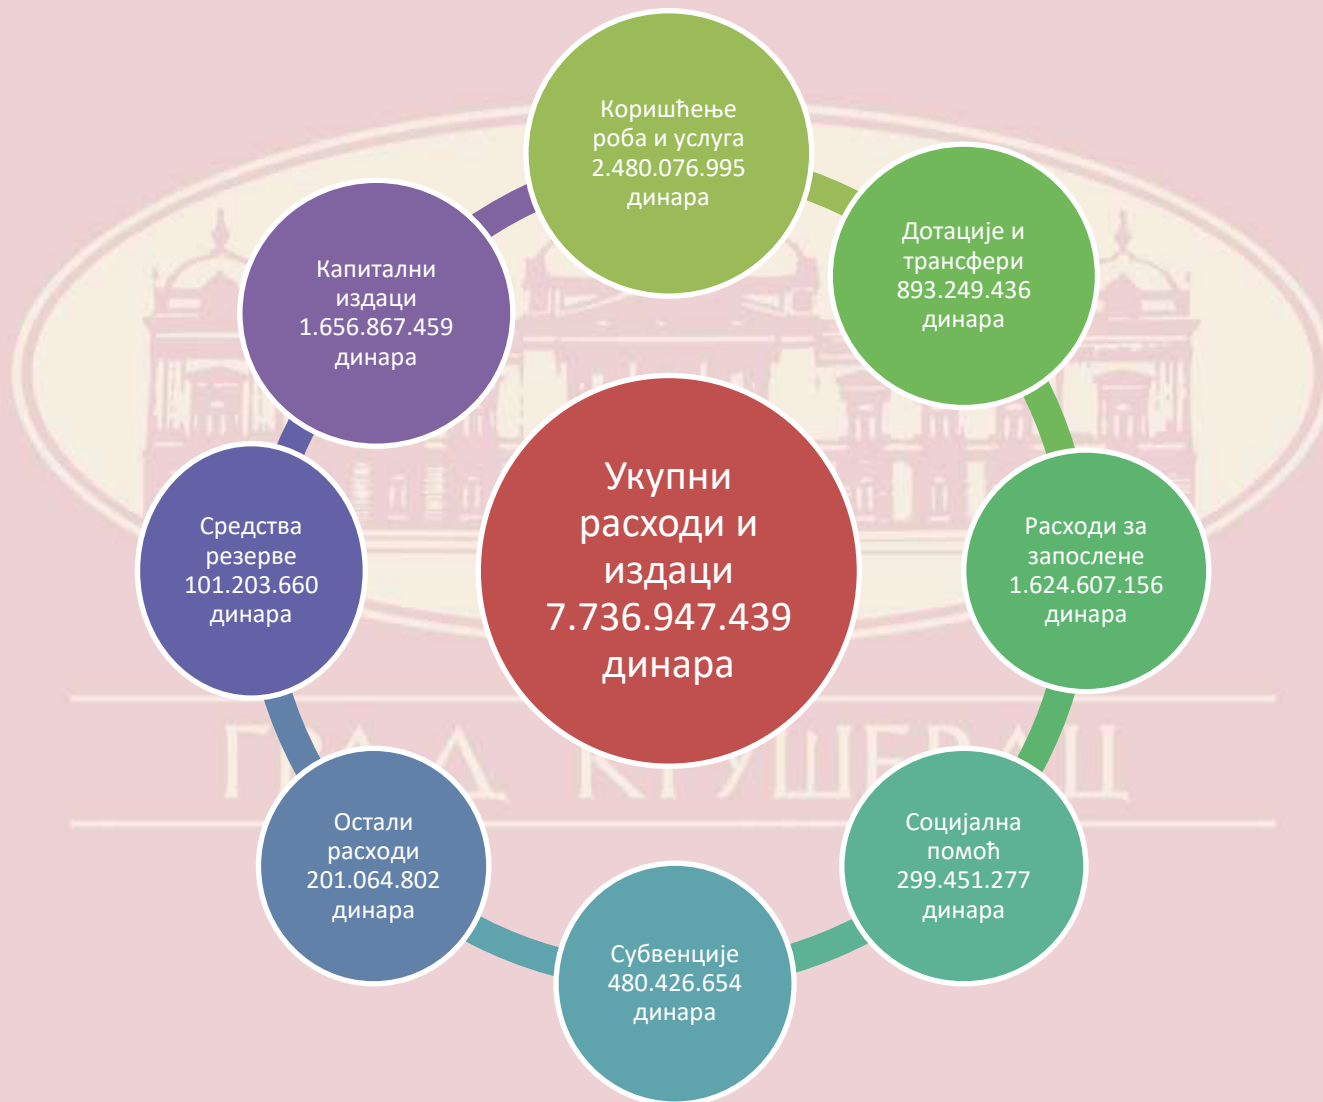 Коришћење
роба и услуга
2.480.076.995
динара
Дотације и
трансфери
893.249.436
динара
Расходи за
запослене
1.624.607.156
динара
Социјална
помоћ
299.451.277
динара
Субвенције
480.426.654
динара
Остали
расходи
201.064.802
динара
Средства
резерве
101.203.660
динара
Капитални
издаци
1.656.867.459
динара
Укупни
расходи и
издаци
7.736.947.439
динара
ГРАД КРУШЕВАЦ